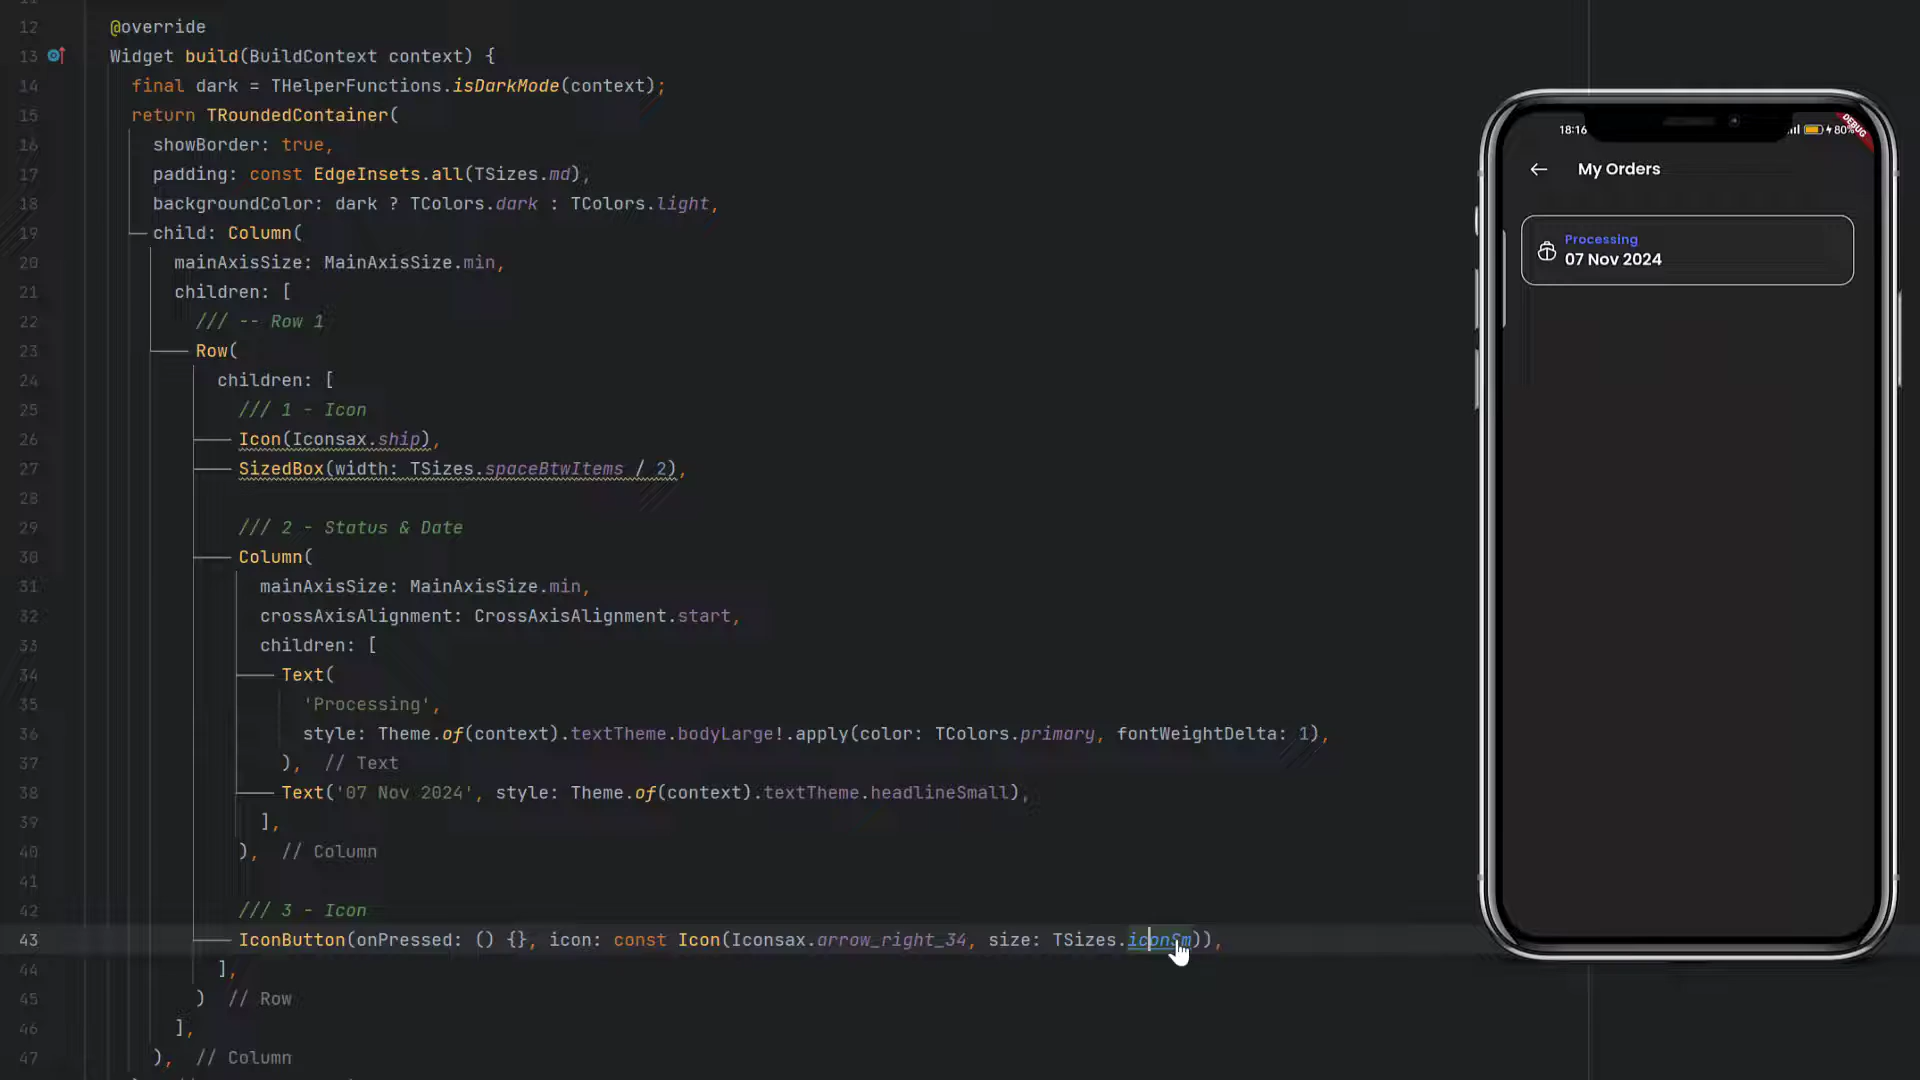 12 @override
13 Widget build(BuildContext context) {
14 final dark = THelperFunctions.isDarkMode(context);
15 return TRoundedContainer(
16 showBorder: true,
17 padding: const EdgeInsets.all(TSizes.md),
18 backgroundColor: dark ? TColors.dark : TColors.light,
19 child: Column(
20 mainAxisSize: MainAxisSize.min,
21 children: [
22 /// -- Row 1
23 Row(
24 children: [
25 /// 1 - Icon
26 Icon(Iconsax.ship),
27 SizedBox(width: TSizes.spaceBtwItems / 2),
28
29 /// 2 - Status & Date
30 Column(
31 mainAxisSize: MainAxisSize.min,
32 crossAxisAlignment: CrossAxisAlignment.start,
33 children: [
34 Text(
35 'Processing',
36 style: Theme.of(context).textTheme.bodyLarge!.apply(color: TColors.primary, fontWeightDelta: 1),
37 ), // Text
38 Text('07 Nov 2024', style: Theme.of(context).textTheme.headlineSmall),
39 ],
40 ), // Column
41
42 /// 3 - Icon
43 IconButton(onPressed: () {}, icon: const Icon(Iconsax.arrow_right_34, size: TSizes.iconSm)),
44 ],
45 ) // Row
46 ],
47 ), // Column
18:16
80%
DEBUG
My Orders
Processing
07 Nov 2024